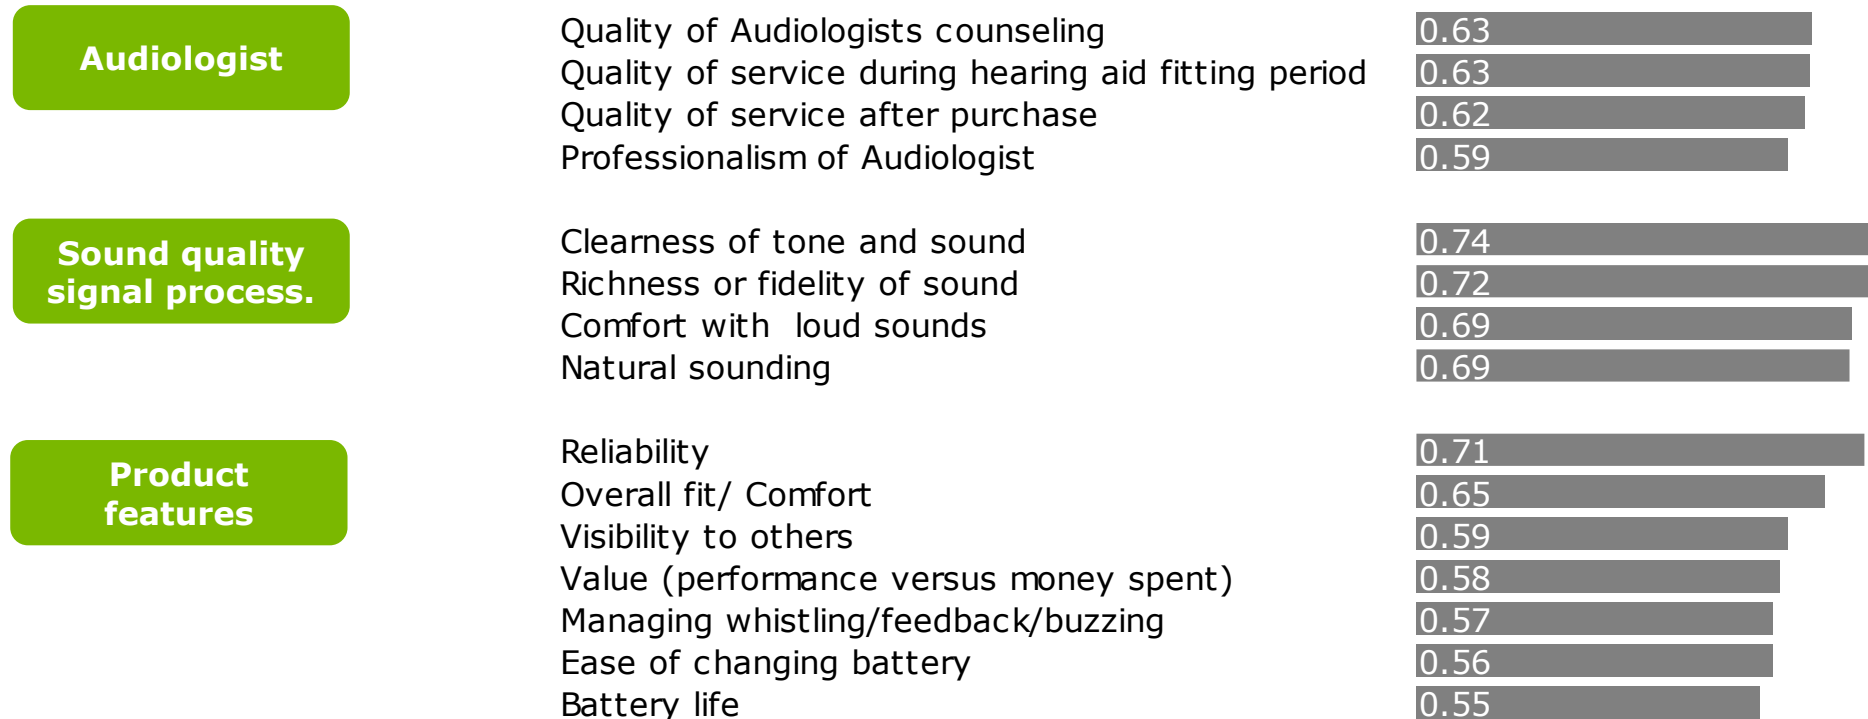 Audiologist
Quality of Audiologists counseling 0.63
Quality of service during hearing aid fitting period 0.63
Quality of service after purchase 0.62
Professionalism of Audiologist 0.59
Sound quality
signal process.
Clearness of tone and sound 0.74
Richness or fidelity of sound 0.72
Comfort with loud sounds 0.69
Natural sounding 0.69
Product
features
Reliability 0.71
Overall fit/ Comfort 0.65
Visibility to others 0.59
Value (performance versus money spent) 0.58
Managing whistling/feedback/buzzing 0.57
Ease of changing battery 0.56
Battery life 0.55